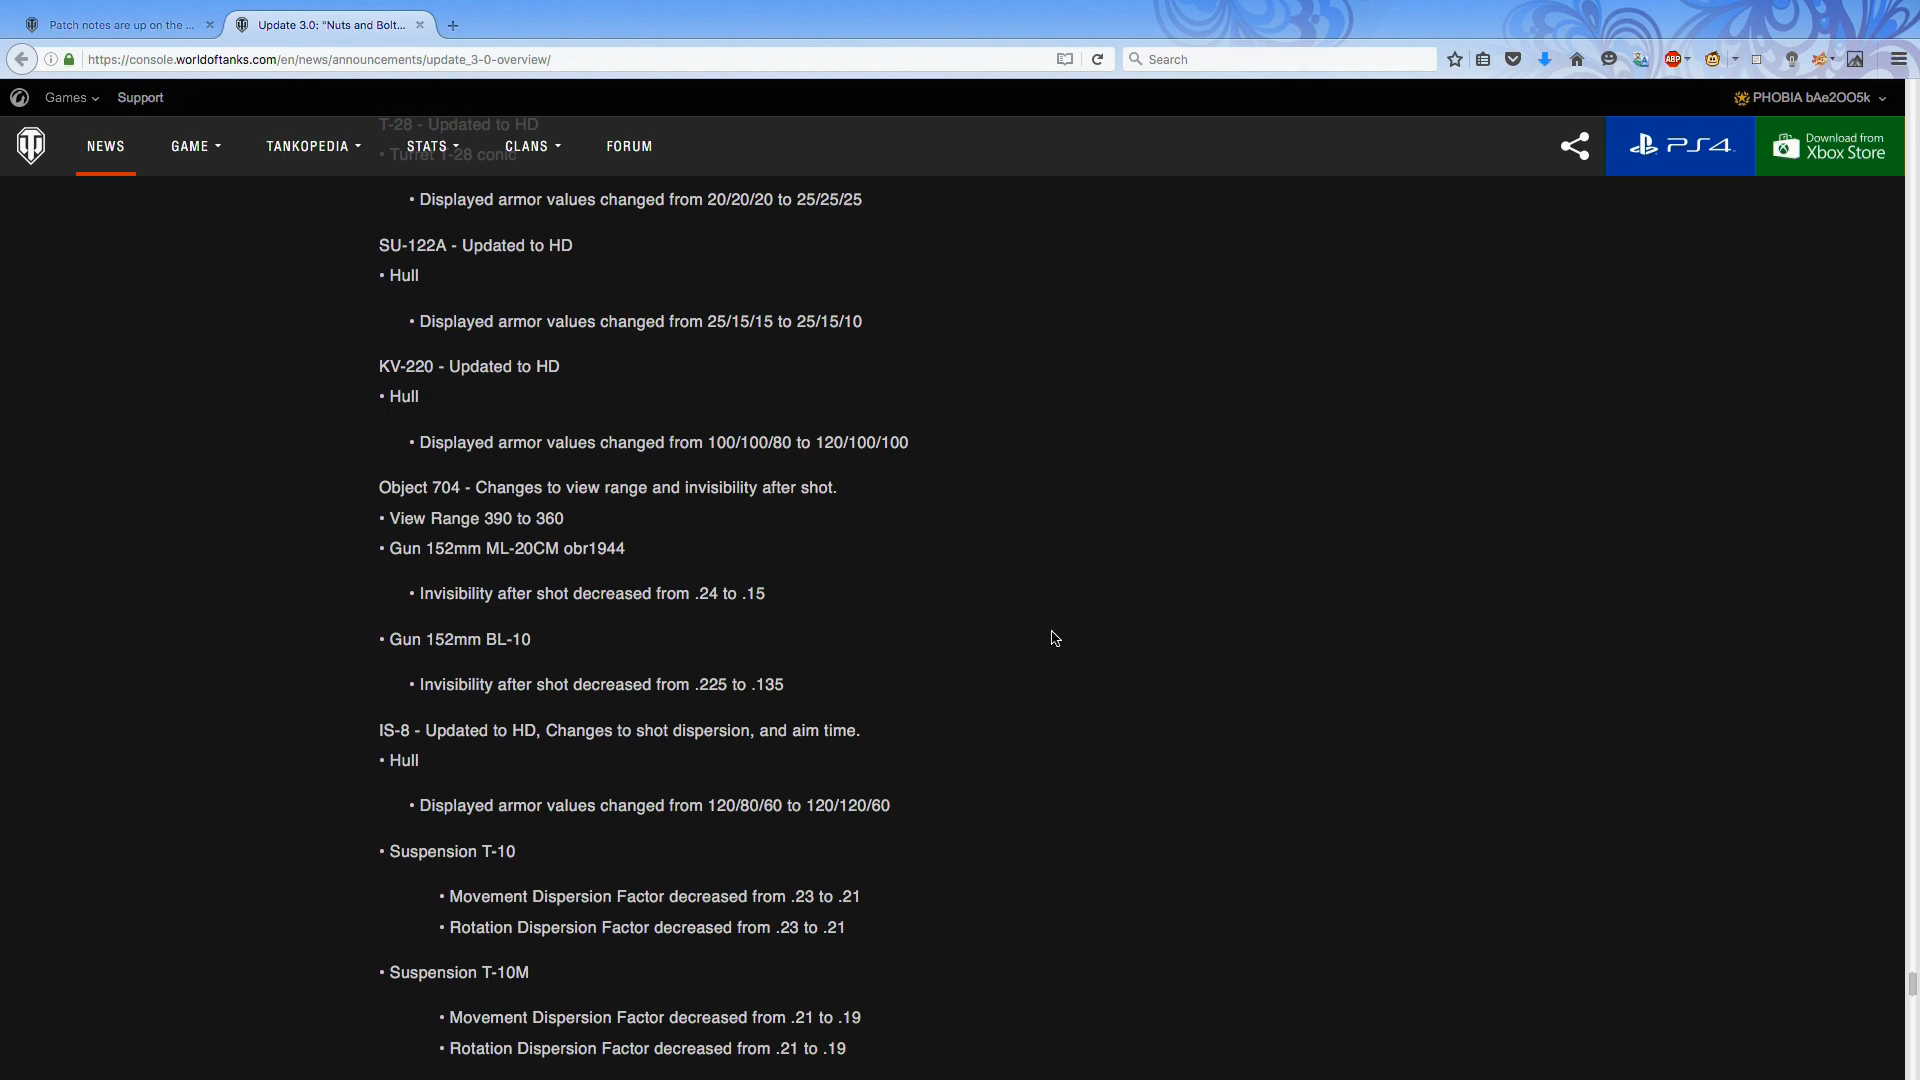 Patch notes are up on the ...
Update 3.0: "Nuts and Bolt...
https://console.worldoftanks.com/en/news/announcements/update_3-0-overview/
Search
ABP
Games
Support
PHOBIA bAe2OO5k
T-28 - Updated to HD
NEWS
GAME
TANKOPEDIA
STATS
CLANS
FORUM
PS4
Download from
Xbox Store
• Turret T-28 conic
• Displayed armor values changed from 20/20/20 to 25/25/25
SU-122A - Updated to HD
• Hull
• Displayed armor values changed from 25/15/15 to 25/15/10
KV-220 - Updated to HD
• Hull
• Displayed armor values changed from 100/100/80 to 120/100/100
Object 704 - Changes to view range and invisibility after shot.
• View Range 390 to 360
• Gun 152mm ML-20CM obr1944
• Invisibility after shot decreased from .24 to .15
• Gun 152mm BL-10
• Invisibility after shot decreased from .225 to .135
IS-8 - Updated to HD, Changes to shot dispersion, and aim time.
• Hull
• Displayed armor values changed from 120/80/60 to 120/120/60
• Suspension T-10
• Movement Dispersion Factor decreased from .23 to .21
• Rotation Dispersion Factor decreased from .23 to .21
• Suspension T-10M
• Movement Dispersion Factor decreased from .21 to .19
• Rotation Dispersion Factor decreased from .21 to .19